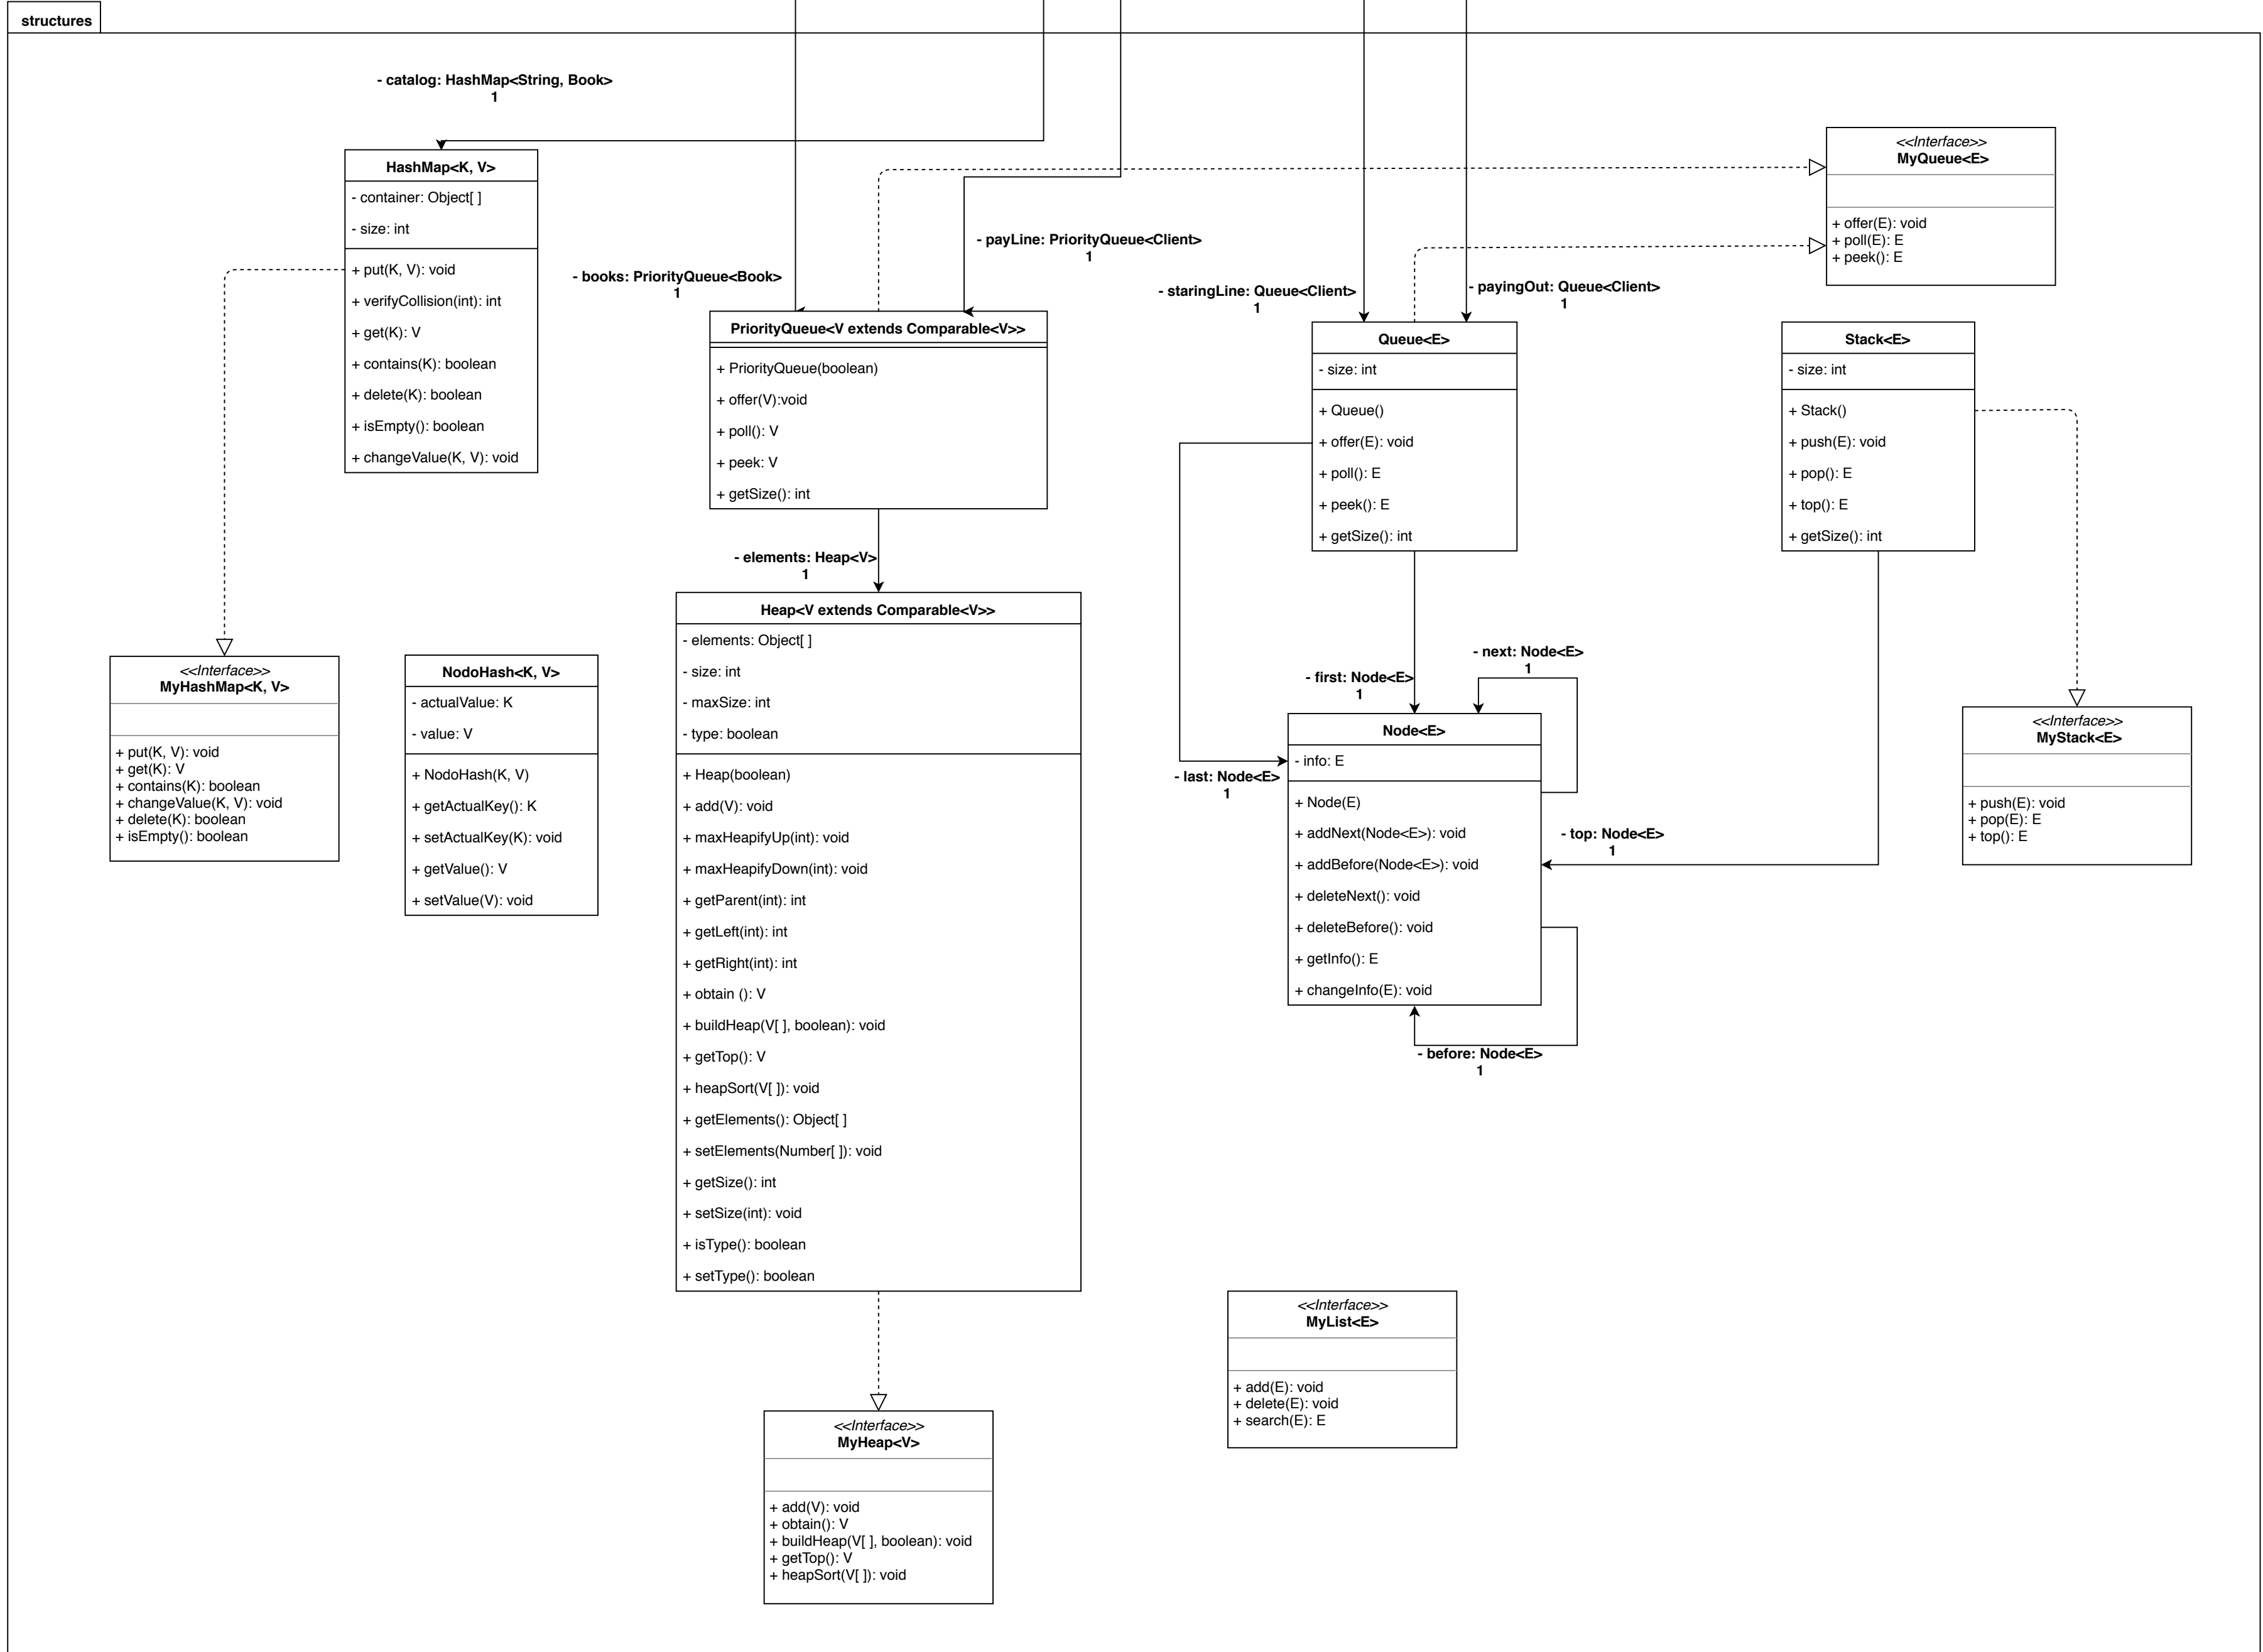 structures
- catalog: HashMap<String, Book>
1
HashMap<K, V>
- container: Object[ ]
- size: int
+ put(K, V): void
+ verifyCollision(int): int
+ get(K): V
+ contains(K): boolean
+ delete(K): boolean
+ isEmpty(): boolean
+ changeValue(K, V): void
- books: PriorityQueue<Book>
1
- payLine: PriorityQueue<Client>
1
PriorityQueue<V extends Comparable<V>>
+ PriorityQueue(boolean)
+ offer(V):void
+ poll(): V
+ peek: V
+ getSize(): int
- staringLine: Queue<Client>
1
- payingOut: Queue<Client>
1
Queue<E>
- size: int
+ Queue()
+ offer(E): void
+ poll(): E
+ peek(): E
+ getSize(): int
<<Interface>>
MyQueue<E>
+ offer(E): void
+ poll(E): E
+ peek(): E
Stack<E>
- size: int
+ Stack()
+ push(E): void
+ pop(): E
+ top(): E
+ getSize(): int
- elements: Heap<V>
1
Heap<V extends Comparable<V>>
- elements: Object[ ]
- size: int
- maxSize: int
- type: boolean
+ Heap(boolean)
+ add(V): void
+ maxHeapifyUp(int): void
+ maxHeapifyDown(int): void
+ getParent(int): int
+ getLeft(int): int
+ getRight(int): int
+ obtain (): V
+ buildHeap(V[ ], boolean): void
+ getTop(): V
+ heapSort(V[ ]): void
+ getElements(): Object[ ]
+ setElements(Number[ ]): void
+ getSize(): int
+ setSize(int): void
+ isType(): boolean
+ setType(): boolean
<<Interface>>
MyHashMap<K, V>
+ put(K, V): void
+ get(K): V
+ contains(K): boolean
+ changeValue(K, V): void
+ delete(K): boolean
+ isEmpty(): boolean
NodoHash<K, V>
- actualValue: K
- value: V
+ NodoHash(K, V)
+ getActualKey(): K
+ setActualKey(K): void
+ getValue(): V
+ setValue(V): void
- first: Node<E>
1
- next: Node<E>
1
- last: Node<E>
1
Node<E>
- info: E
+ Node(E)
+ addNext(Node<E>): void
+ addBefore(Node<E>): void
+ deleteNext(): void
+ deleteBefore(): void
+ getInfo(): E
+ changeInfo(E): void
- top: Node<E>
1
- before: Node<E>
1
<<Interface>>
MyStack<E>
+ push(E): void
+ pop(E): E
+ top(): E
<<Interface>>
MyList<E>
+ add(E): void
+ delete(E): void
+ search(E): E
<<Interface>>
MyHeap<V>
+ add(V): void
+ obtain(): V
+ buildHeap(V[ ], boolean): void
+ getTop(): V
+ heapSort(V[ ]): void